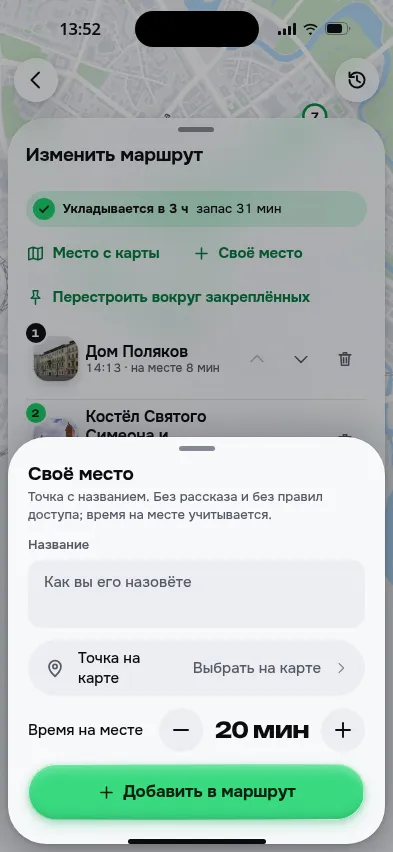 13:52
7
Изменить маршрут
Укладывается в 3 ч запас 31 мин
Место с карты
Своё место
Перестроить вокруг закреплённых
1
Дом Поляков
14:13 · на месте 8 мин
2
Костёл Святого
Симеона и
Своё место
Точка с названием. Без рассказа и без правил
доступа; время на месте учитывается.
Название
Как вы его назовёте
Точка на
карте
Выбрать на карте
Время на месте
20 мин
Добавить в маршрут